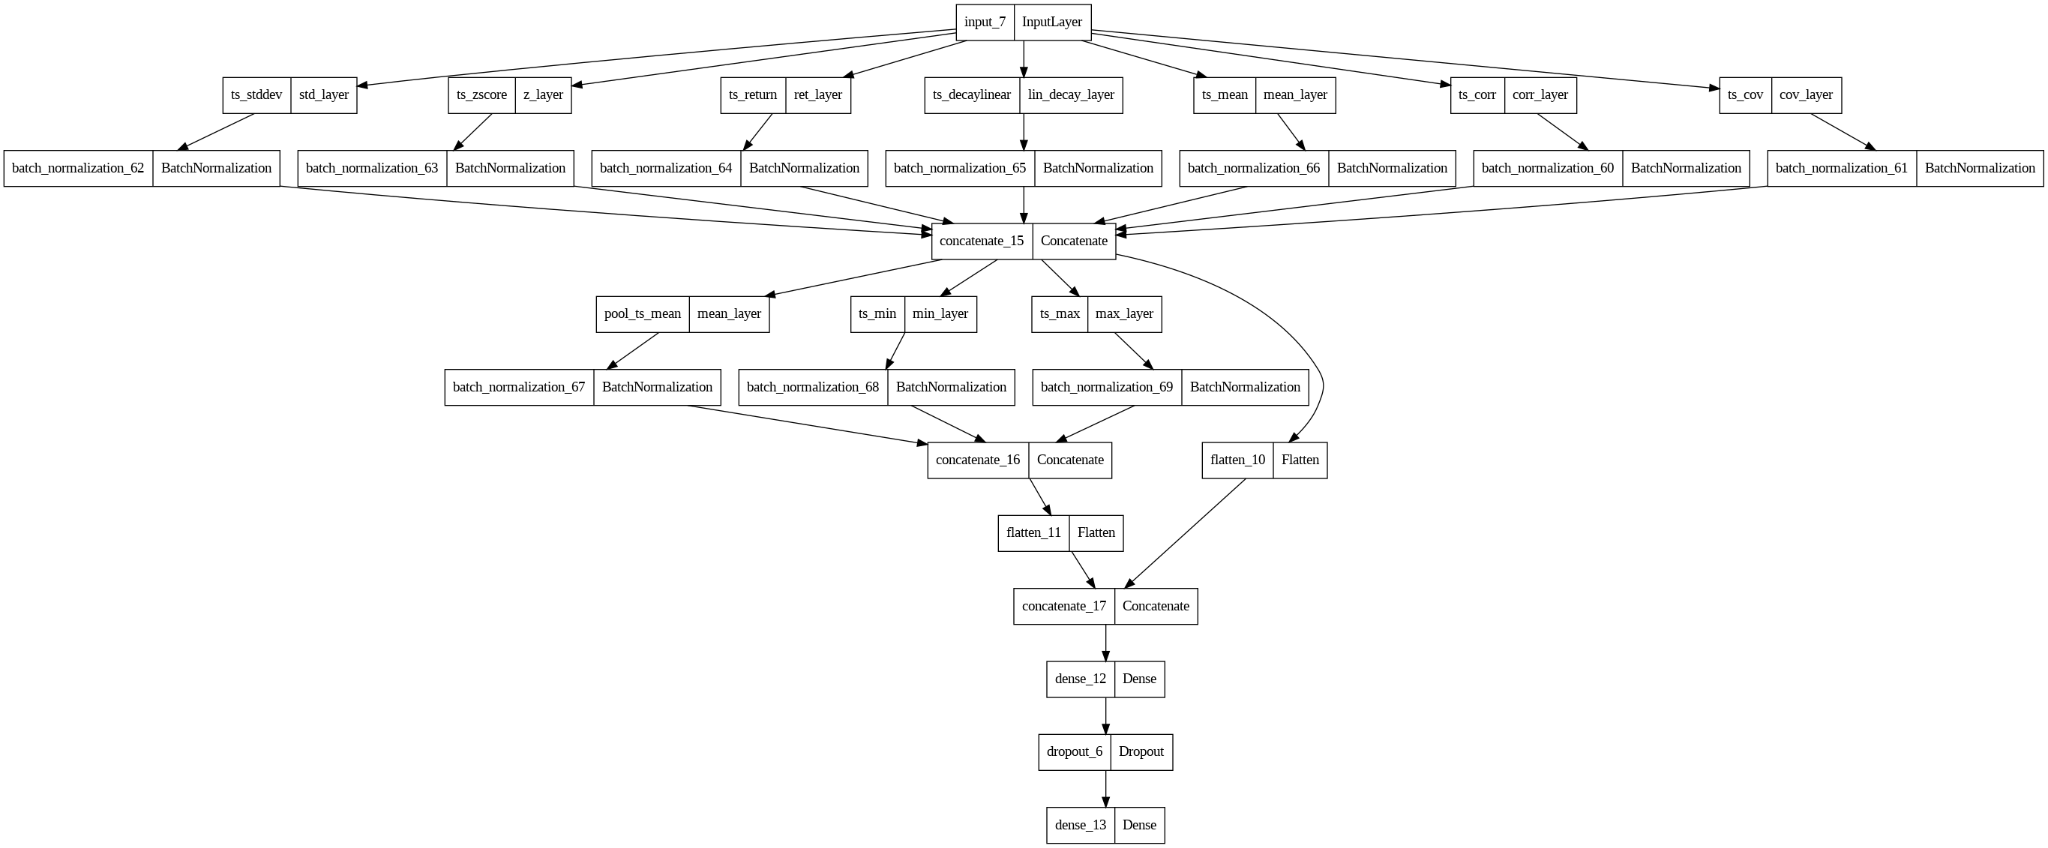 input_7 InputLayer
ts_stddev std_layer ts_zscore z_layer ts_return ret_layer ts_decaylinear lin_decay_layer ts_mean mean_layer ts_corr corr_layer ts_cov cov_layer
batch_normalization_62 BatchNormalization batch_normalization_63 BatchNormalization batch_normalization_64 BatchNormalization batch_normalization_65 BatchNormalization batch_normalization_66 BatchNormalization batch_normalization_60 BatchNormalization batch_normalization_61 BatchNormalization
concatenate_15 Concatenate
pool_ts_mean mean_layer ts_min min_layer ts_max max_layer
batch_normalization_67 BatchNormalization batch_normalization_68 BatchNormalization batch_normalization_69 BatchNormalization
concatenate_16 Concatenate flatten_10 Flatten
flatten_11 Flatten
concatenate_17 Concatenate
dense_12 Dense
dropout_6 Dropout
dense_13 Dense